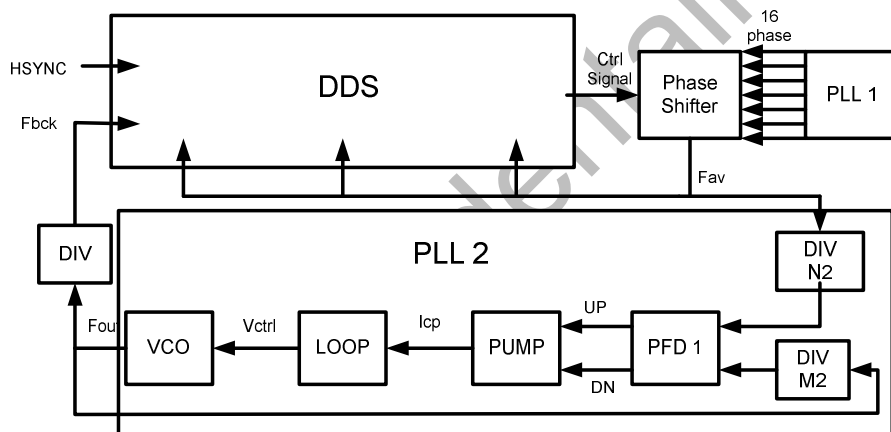 HSYNC
Fbck
DDS
Ctrl
Signal
16
phase
Phase
Shifter
PLL 1
Fav
DIV
PLL 2
DIV
N2
Fou
VCO
Vctrl
LOOP
Icp
PUMP
UP
DN
PFD 1
DIV
M2